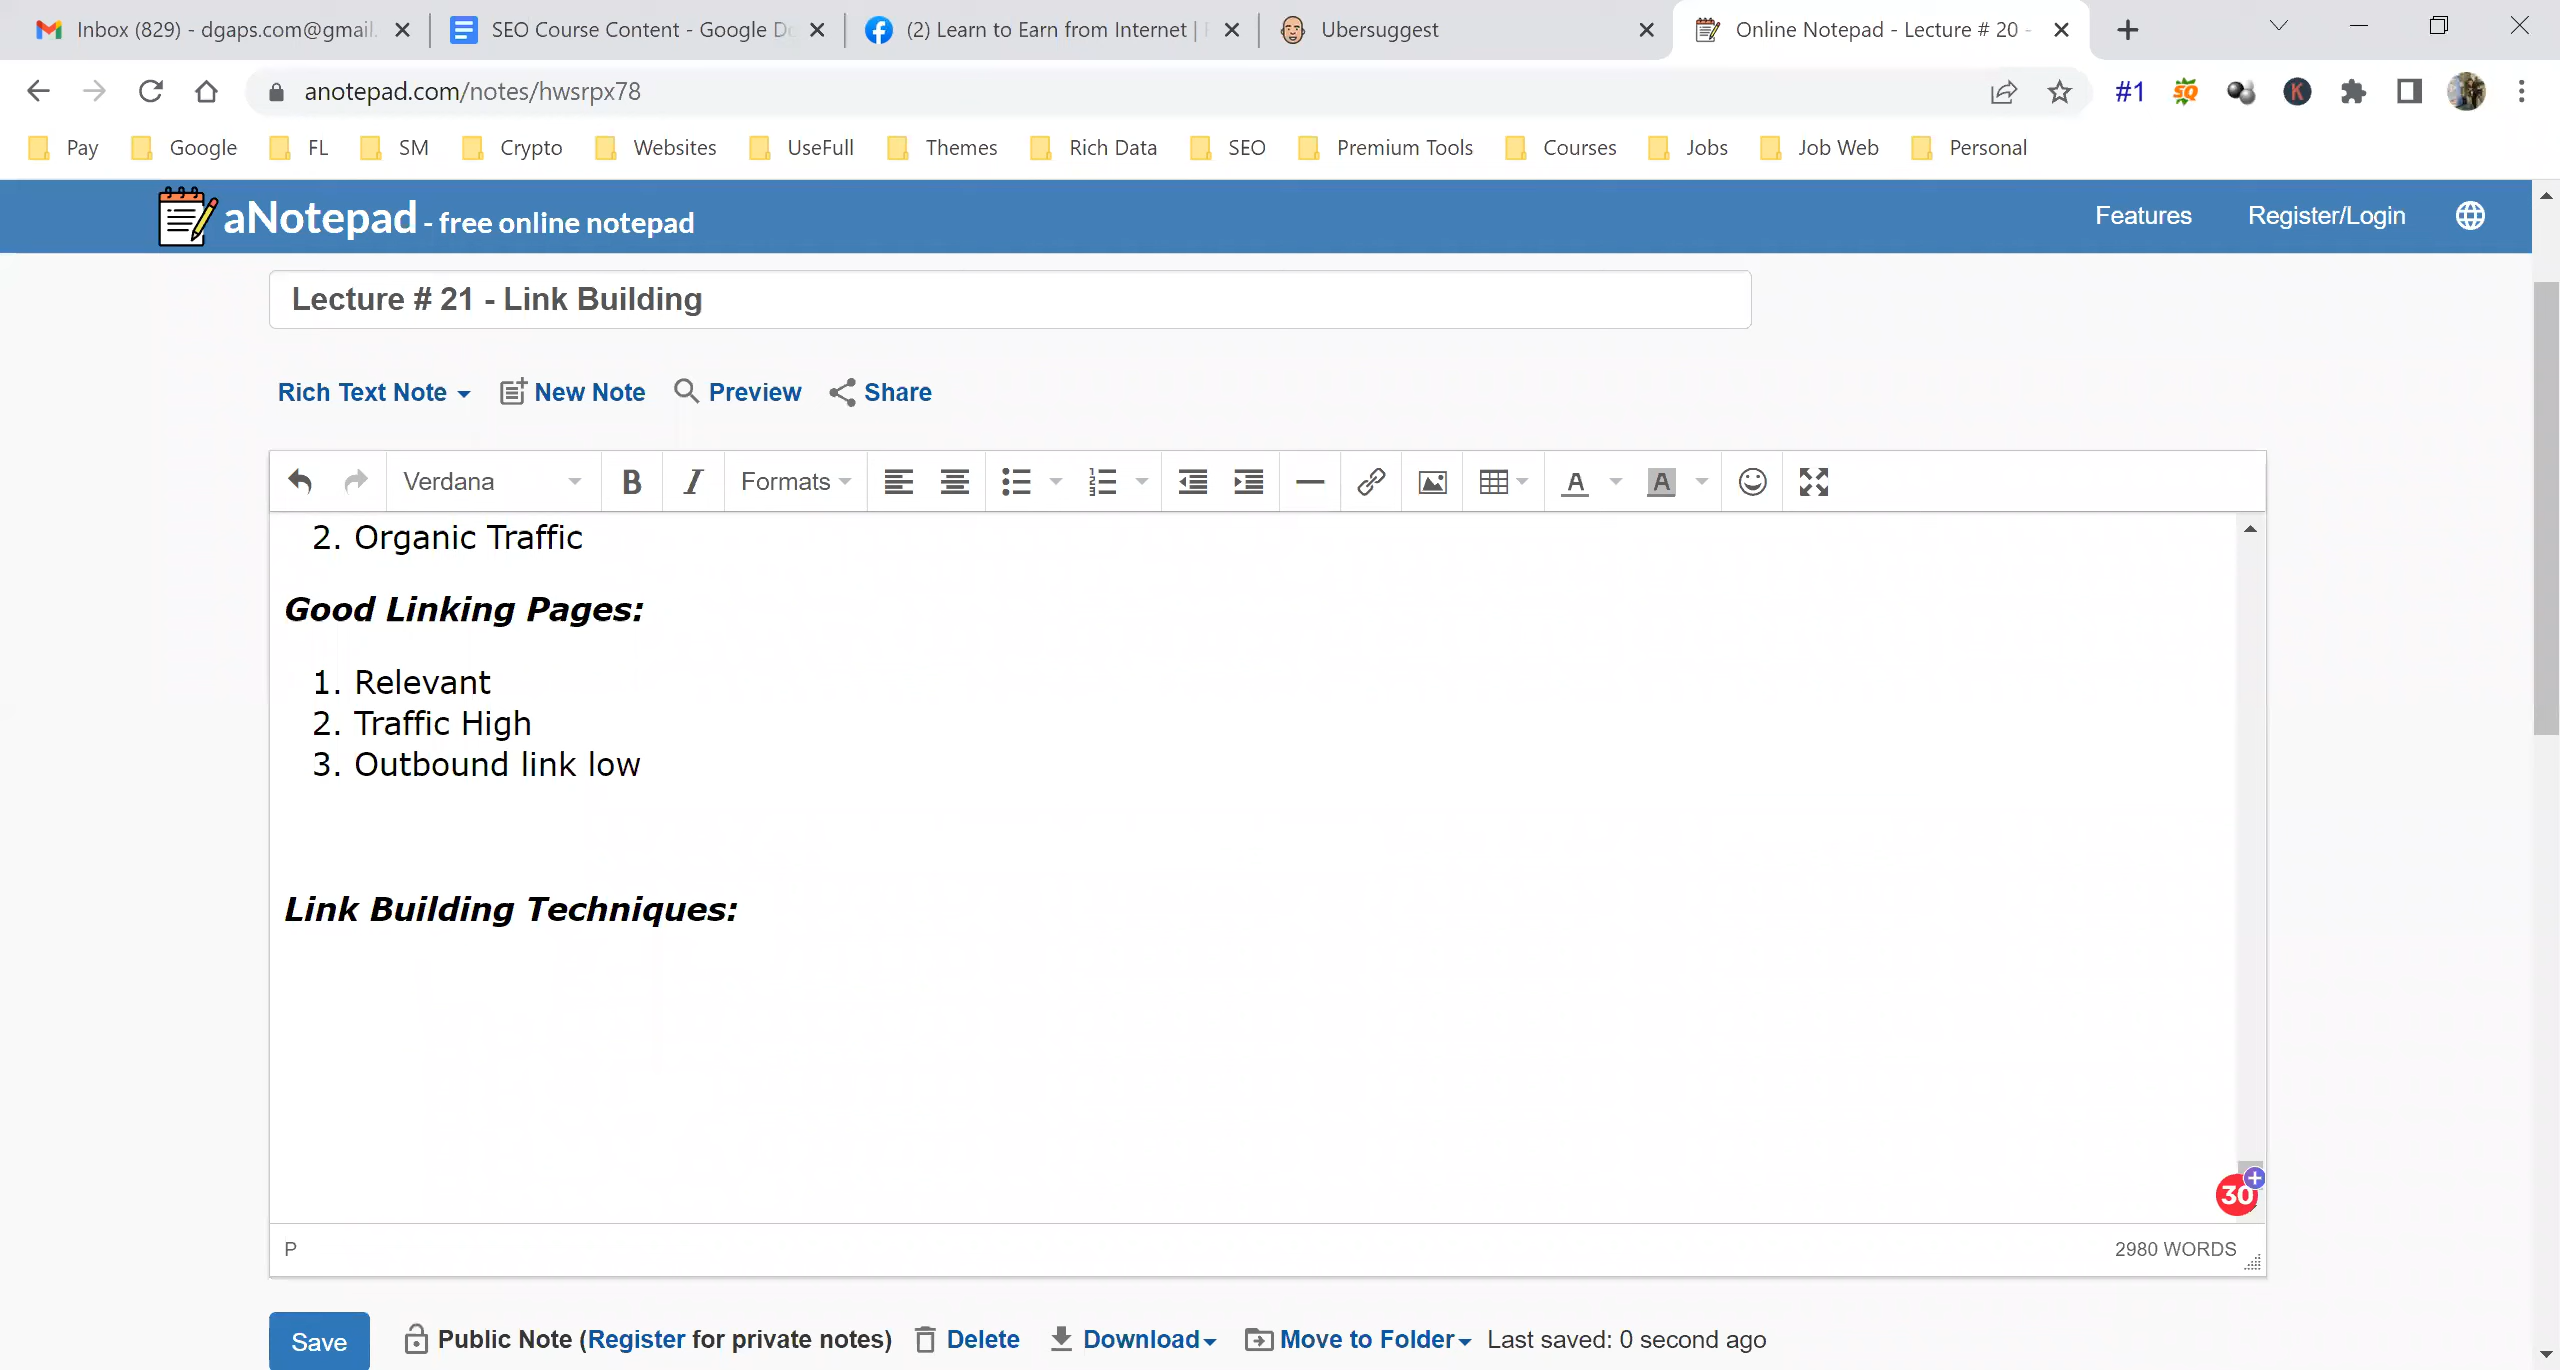 Inbox (829) - dgaps.com@gmail.
SEO Course Content - Google Do
(2) Learn to Earn from Internet |
Ubersuggest
Online Notepad - Lecture # 20 -
anotepad.com/notes/hwsrpx78
#1
SQ
K
Pay
Google
FL
SM
Crypto
Websites
UseFull
Themes
Rich Data
SEO
Premium Tools
Courses
Jobs
Job Web
Personal
aNotepad - free online notepad
Features
Register/Login
Lecture # 21 - Link Building
Rich Text Note
New Note
Preview
Share
Verdana
B
I
Formats
A
A
2. Organic Traffic
Good Linking Pages:
1. Relevant
2. Traffic High
3. Outbound link low
Link Building Techniques:
30
P
2980 WORDS
Save
Public Note (Register for private notes)
Delete
Download
Move to Folder
Last saved: 0 second ago